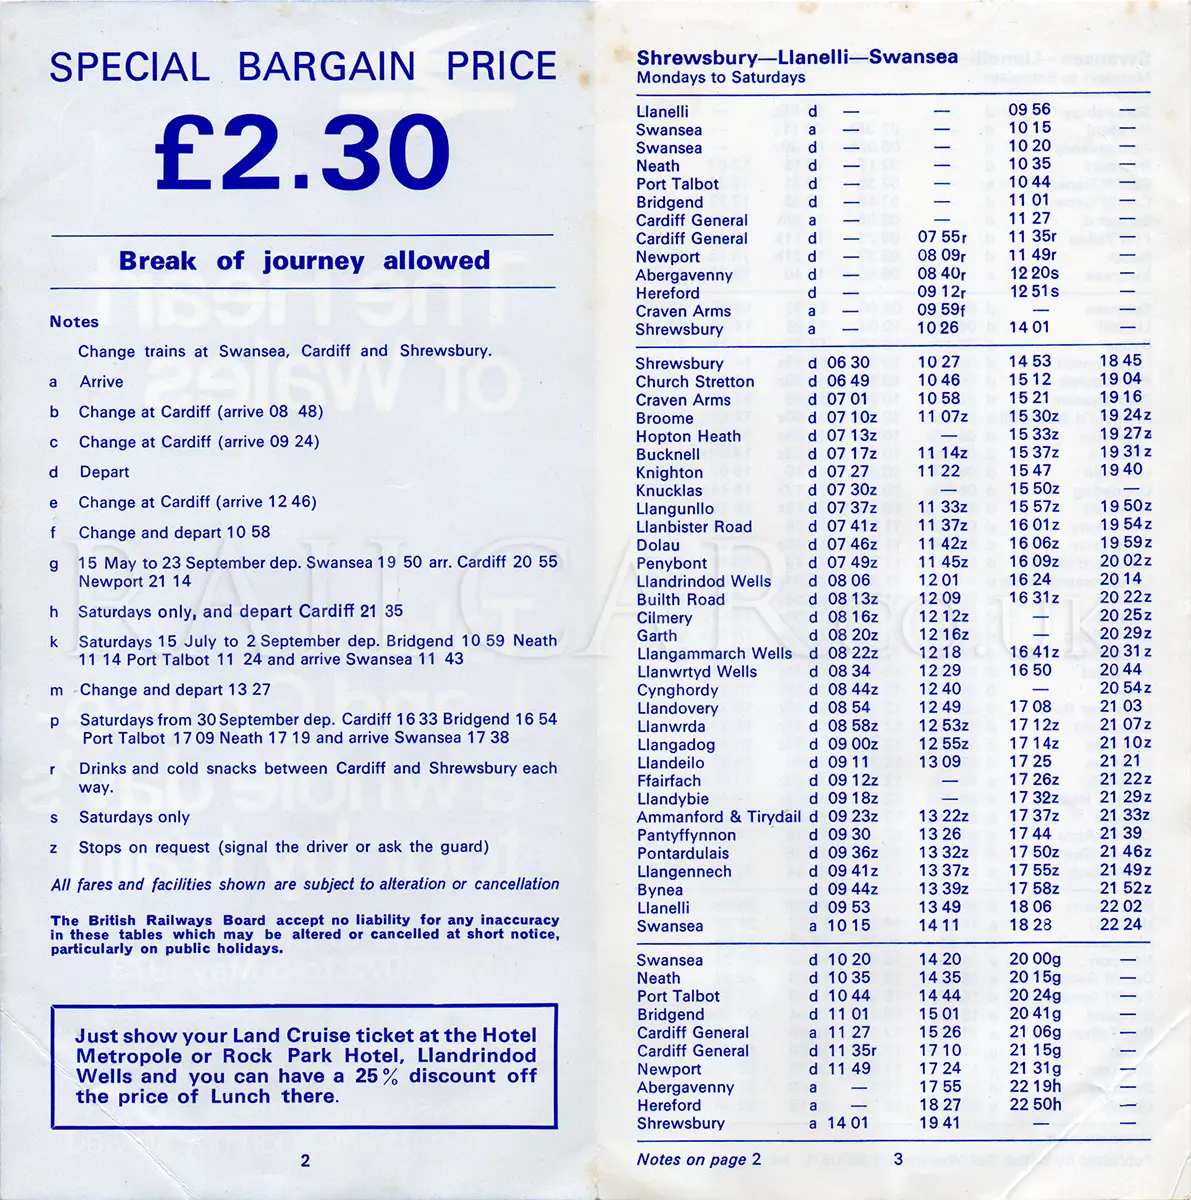 SPECIAL BARGAIN PRICE
£2.30
Break of journey allowed
Notes
Change trains at Swansea, Cardiff and Shrewsbury.
a Arrive
b Change at Cardiff (arrive 08 48)
c Change at Cardiff (arrive 09 24)
d Depart
e Change at Cardiff (arrive 12 46)
f Change and depart 10 58
g 15 May to 23 September dep. Swansea 19 50 arr. Cardiff 20 55
Newport 21 14
h Saturdays only, and depart Cardiff 21 35
k Saturdays 15 July to 2 September dep. Bridgend 10 59 Neath
11 14 Port Talbot 11 24 and arrive Swansea 11 43
m Change and depart 13 27
p Saturdays from 30 September dep. Cardiff 16 33 Bridgend 16 54
Port Talbot 17 09 Neath 17 19 and arrive Swansea 17 38
r Drinks and cold snacks between Cardiff and Shrewsbury each
way.
s Saturdays only
z Stops on request (signal the driver or ask the guard)
All fares and facilities shown are subject to alteration or cancellation
The British Railways Board accept no liability for any inaccuracy
in these tables which may be altered or cancelled at short notice,
particularly on public holidays.
Just show your Land Cruise ticket at the Hotel
Metropole or Rock Park Hotel, Llandrindod
Wells and you can have a 25% discount off
the price of Lunch there.
2
Shrewsbury—Llanelli—Swansea
Mondays to Saturdays
Llanelli d — — 09 56 —
Swansea a — — 10 15 —
Swansea d — — 10 20 —
Neath d — — 10 35 —
Port Talbot d — — 10 44 —
Bridgend d — — 11 01 —
Cardiff General a — — 11 27 —
Cardiff General d — 07 55r 11 35r —
Newport d — 08 09r 11 49r —
Abergavenny d — 08 40r 12 20s —
Hereford d — 09 12r 12 51s —
Craven Arms a — 09 59f — —
Shrewsbury a — 10 26 14 01 —
Shrewsbury d 06 30 10 27 14 53 18 45
Church Stretton d 06 49 10 46 15 12 19 04
Craven Arms d 07 01 10 58 15 21 19 16
Broome d 07 10z 11 07z 15 30z 19 24z
Hopton Heath d 07 13z — 15 33z 19 27z
Bucknell d 07 17z 11 14z 15 37z 19 31z
Knighton d 07 27 11 22 15 47 19 40
Knucklas d 07 30z — 15 50z —
Llangunllo d 07 37z 11 33z 15 57z 19 50z
Llanbister Road d 07 41z 11 37z 16 01z 19 54z
Dolau d 07 46z 11 42z 16 06z 19 59z
Penybont d 07 49z 11 45z 16 09z 20 02z
Llandrindod Wells d 08 06 12 01 16 24 20 14
Builth Road d 08 13z 12 09 16 31z 20 22z
Cilmery d 08 16z 12 12z — 20 25z
Garth d 08 20z 12 16z — 20 29z
Llangammarch Wells d 08 22z 12 18 16 41z 20 31z
Llanwrtyd Wells d 08 34 12 29 16 50 20 44
Cynghordy d 08 44z 12 40 — 20 54z
Llandovery d 08 54 12 49 17 08 21 03
Llanwrda d 08 58z 12 53z 17 12z 21 07z
Llangadog d 09 00z 12 55z 17 14z 21 10z
Llandeilo d 09 11 13 09 17 25 21 21
Ffairfach d 09 12z — 17 26z 21 22z
Llandybie d 09 18z — 17 32z 21 29z
Ammanford & Tirydail d 09 23z 13 22z 17 37z 21 33z
Pantyffynnon d 09 30 13 26 17 44 21 39
Pontardulais d 09 36z 13 32z 17 50z 21 46z
Llangennech d 09 41z 13 37z 17 55z 21 49z
Bynea d 09 44z 13 39z 17 58z 21 52z
Llanelli d 09 53 13 49 18 06 22 02
Swansea a 10 15 14 11 18 28 22 24
Swansea d 10 20 14 20 20 00g —
Neath d 10 35 14 35 20 15g —
Port Talbot d 10 44 14 44 20 24g —
Bridgend d 11 01 15 01 20 41g —
Cardiff General d 11 27 15 26 21 06g —
Cardiff General d 11 35r 17 10 21 15g —
Newport d 11 49 17 24 21 31g —
Abergavenny a — 17 55 22 19h —
Hereford a — 18 27 22 50h —
Shrewsbury a 14 01 19 41 — —
Notes on page 2
3
RAILCAR.co.uk